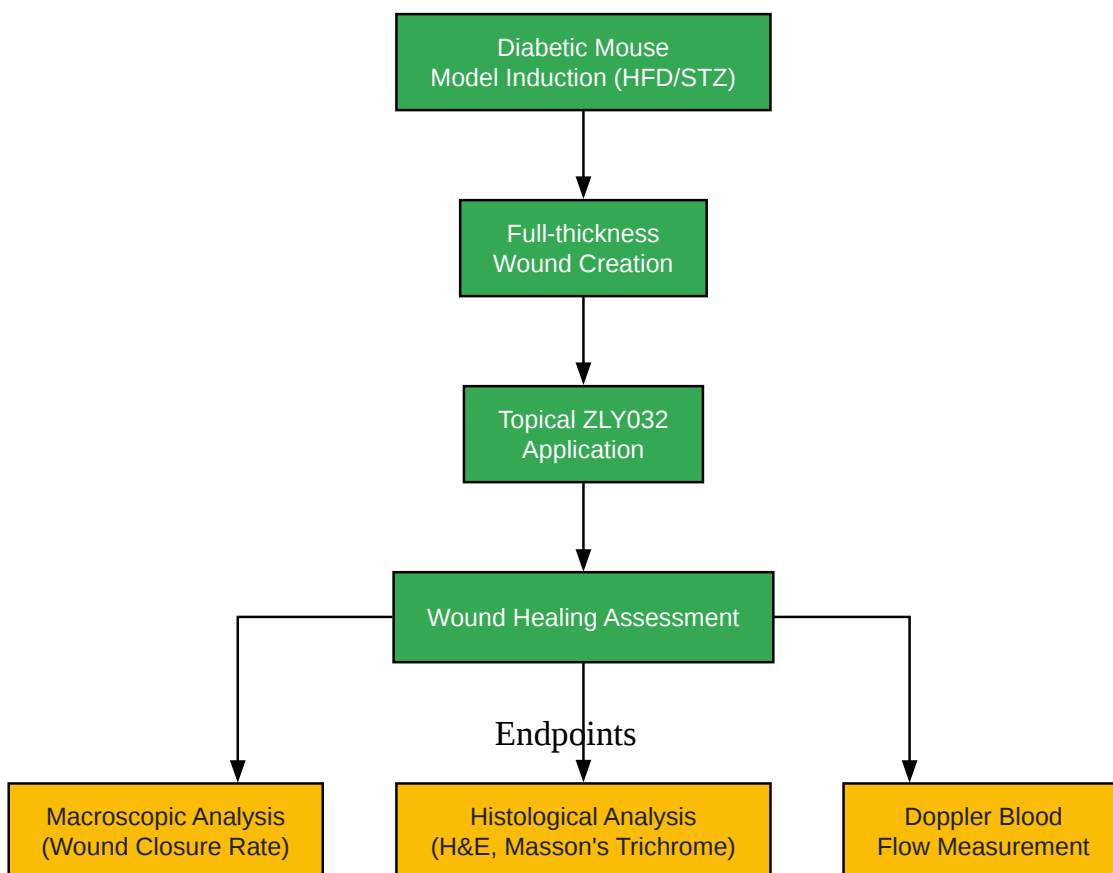 Diabetic Mouse
Model Induction (HFD/STZ)
Full-thickness
Wound Creation
Topical ZLY032
Application
Wound Healing Assessment
Endpoints
Macroscopic Analysis
(Wound Closure Rate)
Histological Analysis
(H&E, Masson's Trichrome)
Doppler Blood
Flow Measurement